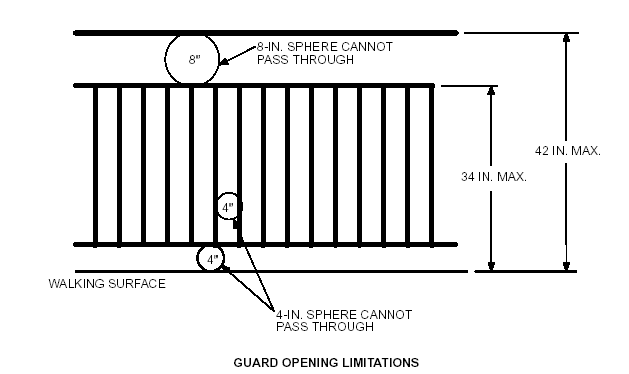 8-IN. SPHERE CANNOT
PASS THROUGH
8"
42 IN. MAX.
34 IN. MAX.
4"
4"
WALKING SURFACE
4-IN. SPHERE CANNOT
PASS THROUGH
GUARD OPENING LIMITATIONS